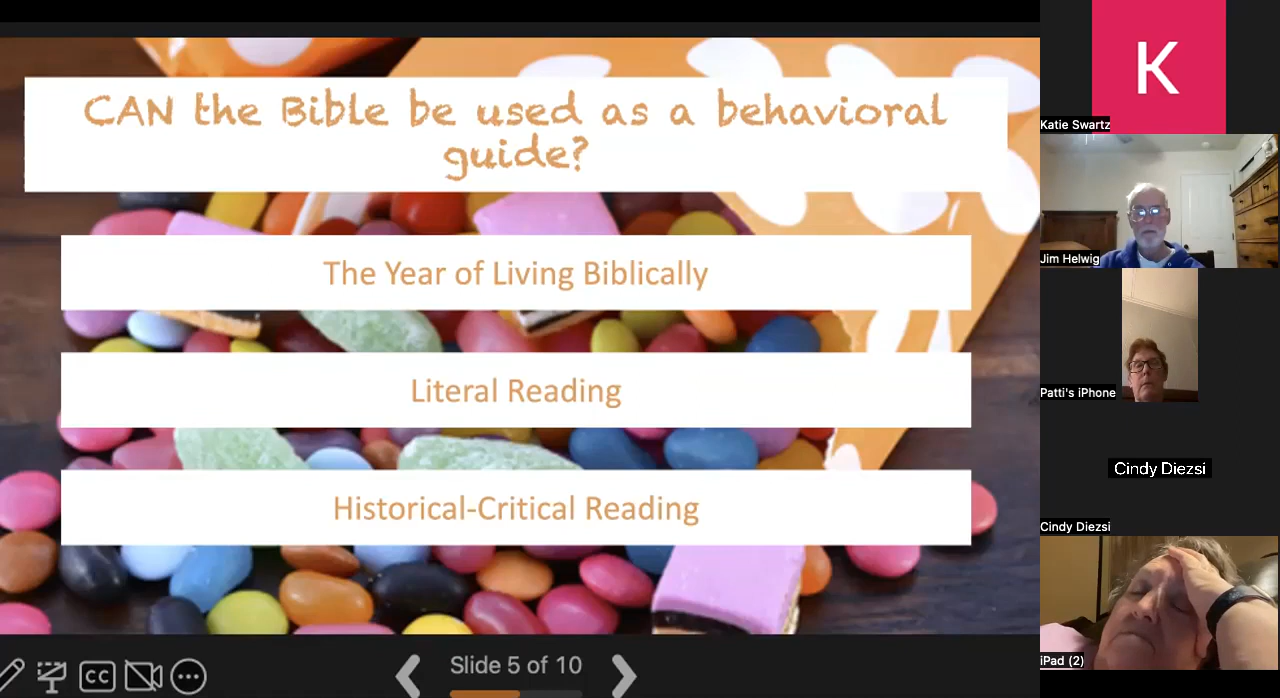 CAN the Bible be used as a behavioral
guide?
The Year of Living Biblically
Literal Reading
Historical-Critical Reading
CC
Slide 5 of 10
K
Katie Swartz
Jim Helwig
Patti's iPhone
Cindy Diezsi
Cindy Diezsi
iPad (2)